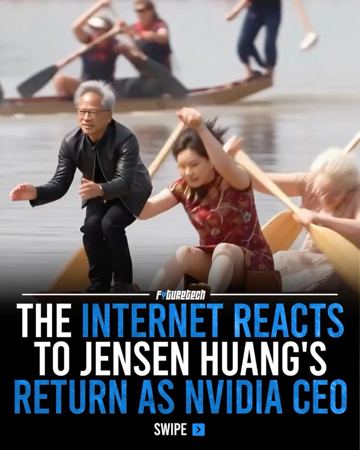 FUTURETECH
THE INTERNET REACTS
TO JENSEN HUANG'S
RETURN AS NVIDIA CEO
SWIPE